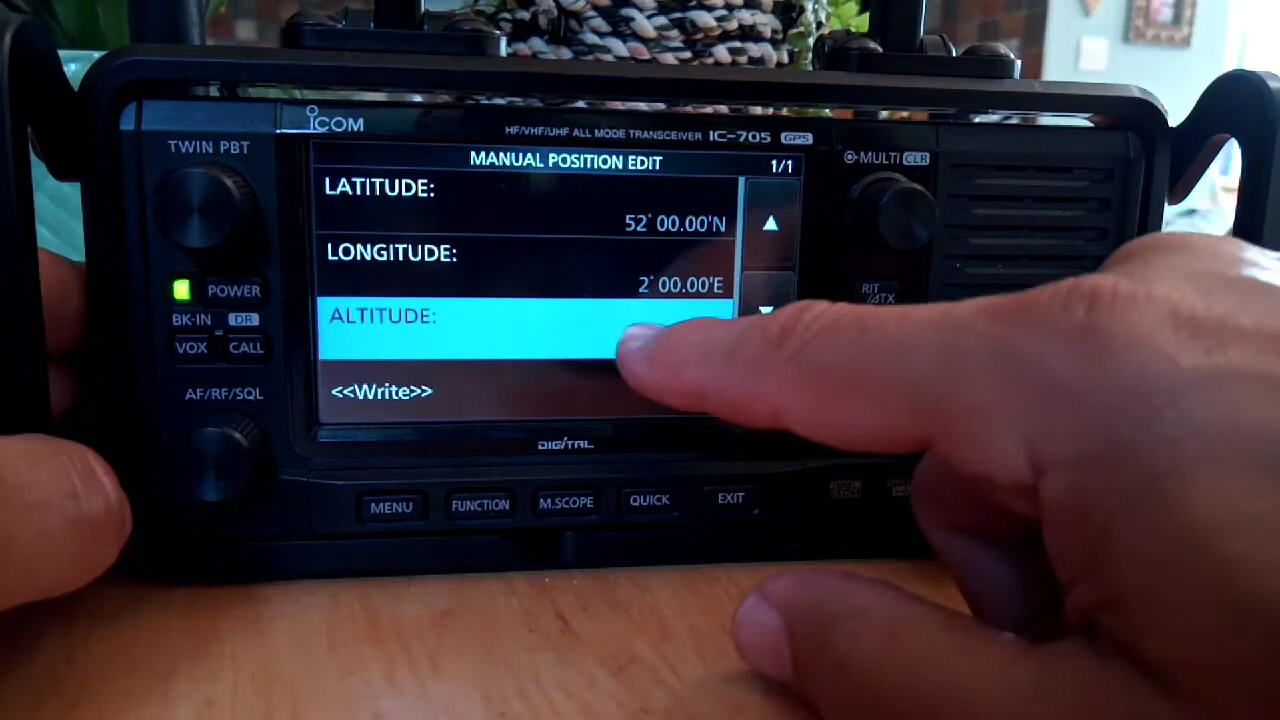 ICOM
HF/VHF/UHF ALL MODE TRANSCEIVER IC-705 GPS
TWIN PBT
MANUAL POSITION EDIT 1/1
MULTI CLR
LATITUDE:
52°00.00'N
LONGITUDE:
2°00.00'E
POWER
RIT
/ΔTX
ALTITUDE:
BK-IN DR
VOX CALL
<<Write>>
AF/RF/SQL
DIGITAL
MENU FUNCTION M.SCOPE QUICK EXIT